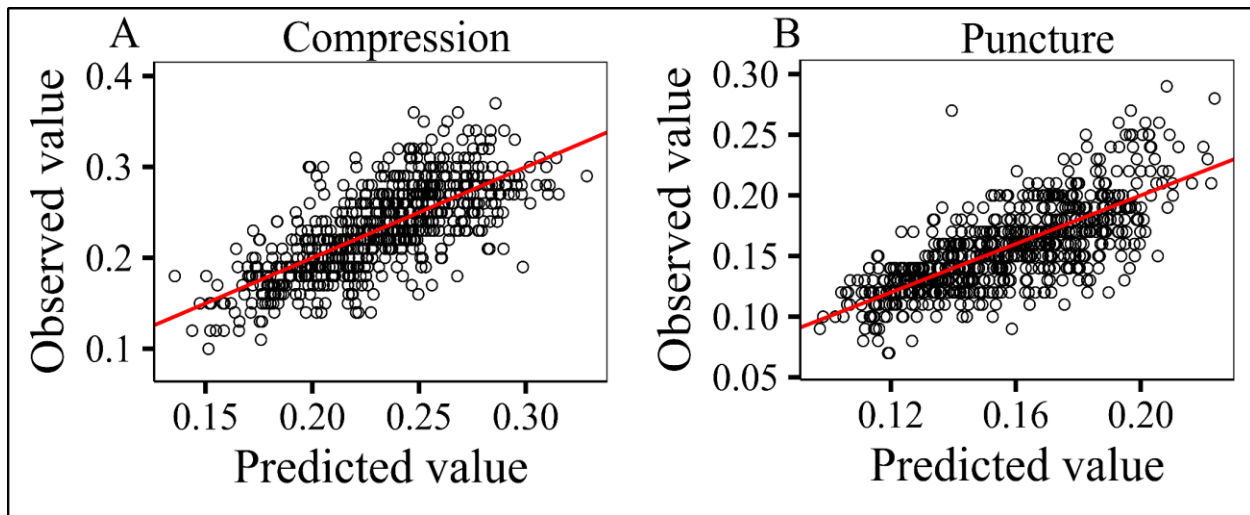 A
Compression
Observed value
0.4
0.3
0.2
0.1
0.15
0.20
0.25
0.30
Predicted value
B
Puncture
Observed value
0.30
0.25
0.20
0.15
0.10
0.05
0.12
0.16
0.20
Predicted value